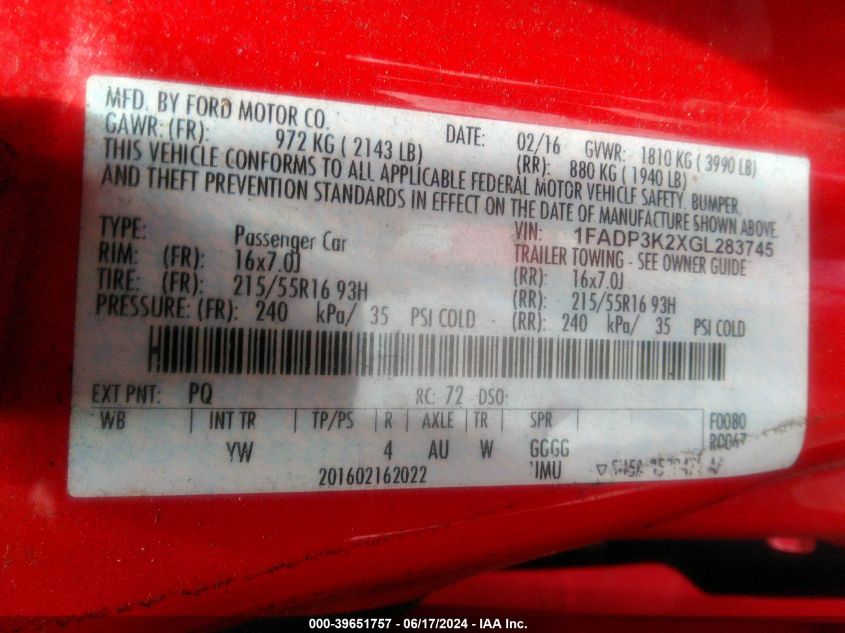 MFD. BY FORD MOTOR CO.
DATE: 02/16 GVWR: 1810 KG ( 3990 LB)
GAWR: (FR): 972 KG ( 2143 LB) (RR): 880 KG ( 1940 LB)
THIS VEHICLE CONFORMS TO ALL APPLICABLE FEDERAL MOTOR VEHICLE SAFETY, BUMPER,
AND THEFT PREVENTION STANDARDS IN EFFECT ON THE DATE OF MANUFACTURE SHOWN ABOVE.
VIN: 1FADP3K2XGL283745
TYPE: Passenger Car TRAILER TOWING - SEE OWNER GUIDE
RIM: (FR): 16x7.0J (RR): 16x7.0J
TIRE: (FR): 215/55R16 93H (RR): 215/55R16 93H
PRESSURE: (FR): 240 kPa/ 35 PSI COLD (RR): 240 kPa/ 35 PSI COLD
EXT PNT: PQ RC: 72 DSO:
WB INT TR TP/PS R AXLE TR SPR F0080
YW 4 AU W GGGG R0067
201602162022
000-39651757 - 06/17/2024 - IAA Inc.